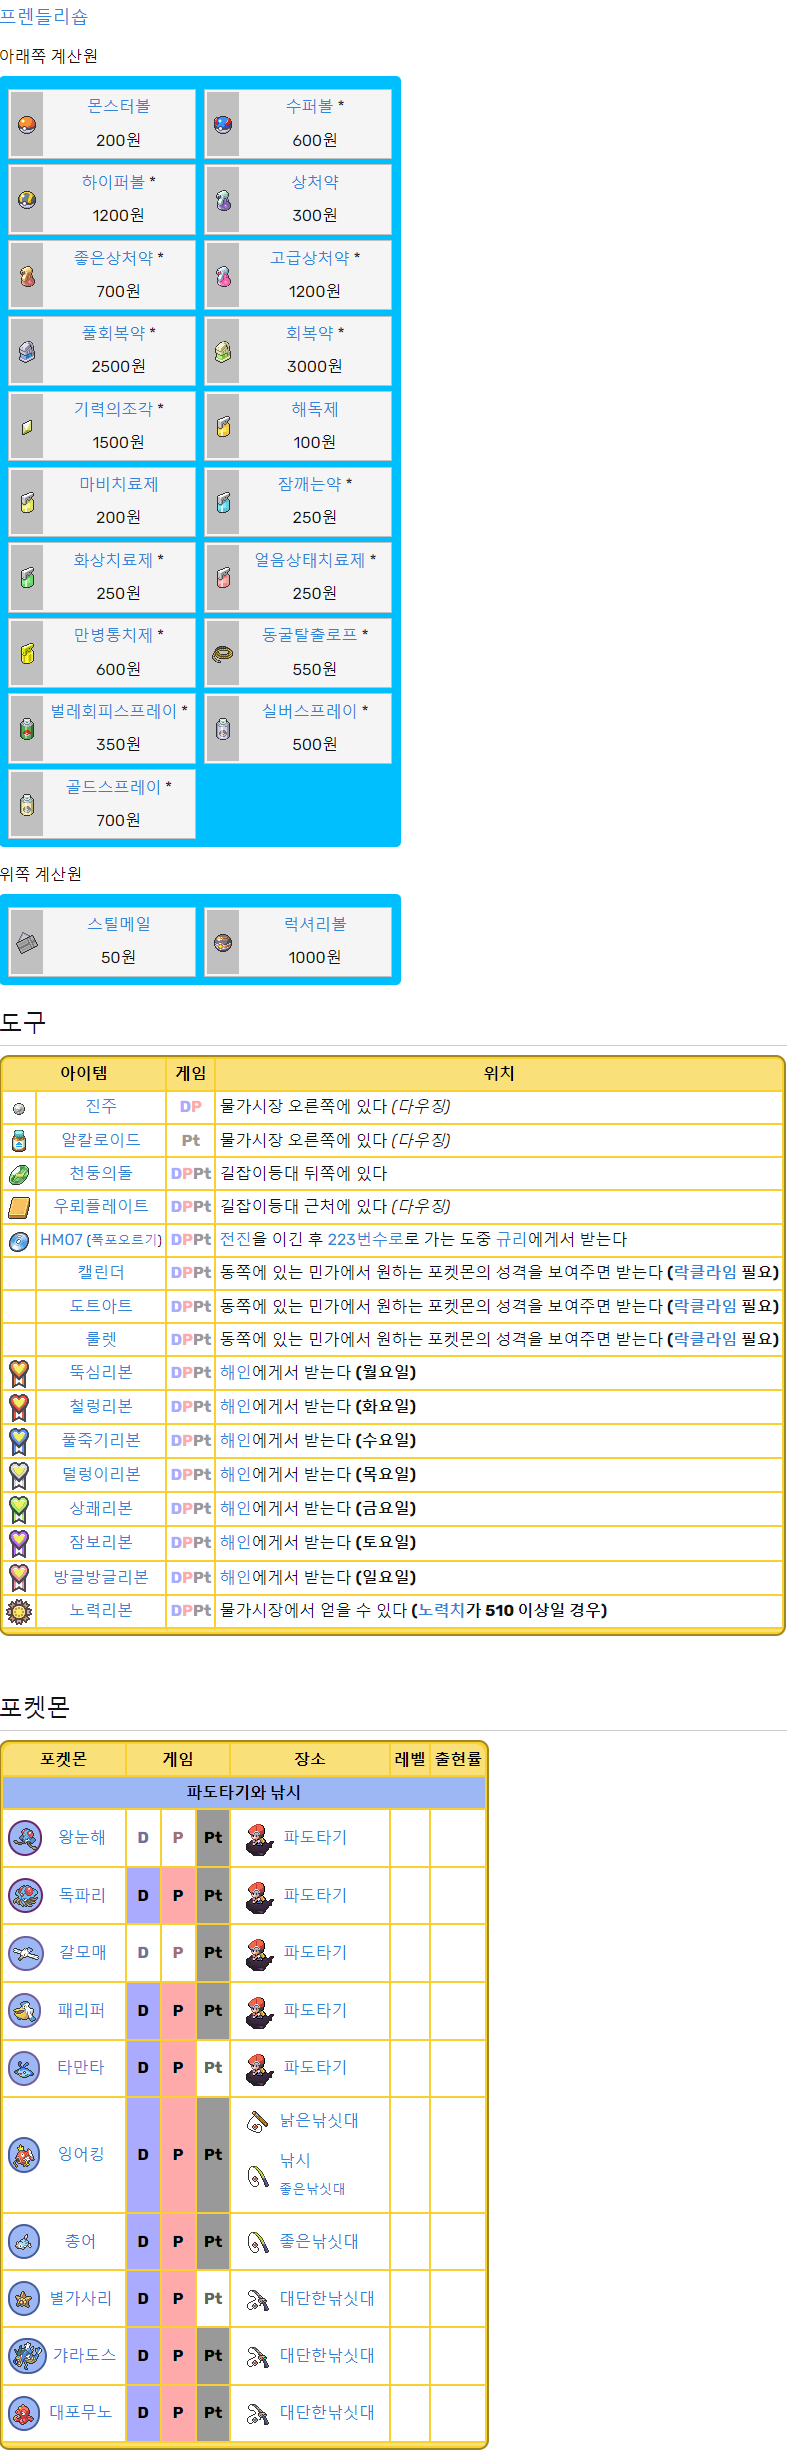 프렌들리숍
아래쪽 계산원
몬스터볼 수퍼볼 *
200원 600원
하이퍼볼 * 상처약
1200원 300원
좋은상처약 * 고급상처약 *
700원 1200원
풀회복약 * 회복약 *
2500원 3000원
기력의조각 * 해독제
1500원 100원
마비치료제 잠깨는약 *
200원 250원
화상치료제 * 얼음상태치료제 *
250원 250원
만병통치제 * 동굴탈출로프 *
600원 550원
벌레회피스프레이 * 실버스프레이 *
350원 500원
골드스프레이 *
700원
위쪽 계산원
스틸메일 럭셔리볼
50원 1000원
도구
아이템 게임 위치
진주 DP 물가시장 오른쪽에 있다 (다우징)
알칼로이드 Pt 물가시장 오른쪽에 있다 (다우징)
천둥의돌 DPPt 길잡이등대 뒤쪽에 있다
우뢰플레이트 DPPt 길잡이등대 근처에 있다 (다우징)
HM07 (폭포오르기) DPPt 전진을 이긴 후 223번수로로 가는 도중 규리에게서 받는다
캘린더 DPPt 동쪽에 있는 민가에서 원하는 포켓몬의 성격을 보여주면 받는다 (락클라임 필요)
도트아트 DPPt 동쪽에 있는 민가에서 원하는 포켓몬의 성격을 보여주면 받는다 (락클라임 필요)
룰렛 DPPt 동쪽에 있는 민가에서 원하는 포켓몬의 성격을 보여주면 받는다 (락클라임 필요)
뚝심리본 DPPt 해인에게서 받는다 (월요일)
철렁리본 DPPt 해인에게서 받는다 (화요일)
풀죽기리본 DPPt 해인에게서 받는다 (수요일)
덜렁이리본 DPPt 해인에게서 받는다 (목요일)
상쾌리본 DPPt 해인에게서 받는다 (금요일)
잠보리본 DPPt 해인에게서 받는다 (토요일)
방글방글리본 DPPt 해인에게서 받는다 (일요일)
노력리본 DPPt 물가시장에서 얻을 수 있다 (노력치가 510 이상일 경우)
포켓몬
포켓몬 게임 장소 레벨 출현률
파도타기와 낚시
왕눈해 D P Pt 파도타기
독파리 D P Pt 파도타기
갈모매 D P Pt 파도타기
패리퍼 D P Pt 파도타기
타만타 D P Pt 파도타기
잉어킹 D P Pt 낡은낚싯대
낚시
좋은낚싯대
총어 D P Pt 좋은낚싯대
별가사리 D P Pt 대단한낚싯대
갸라도스 D P Pt 대단한낚싯대
대포무노 D P Pt 대단한낚싯대